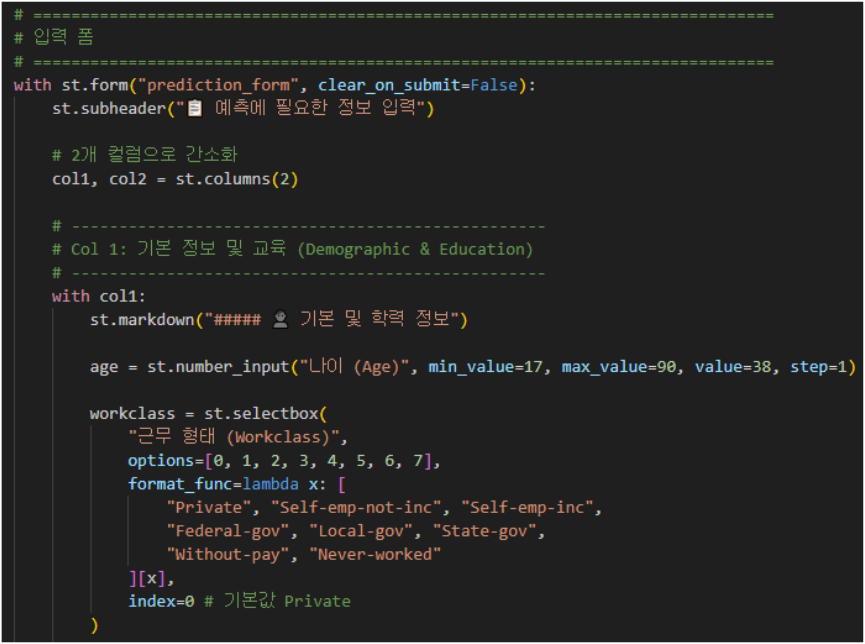 # ==============================================================================
# 입력 폼
# ==============================================================================
with st.form("prediction_form", clear_on_submit=False):
    st.subheader("📋 예측에 필요한 정보 입력")
    # 2개 컬럼으로 간소화
    col1, col2 = st.columns(2)
    # --------------------------------------------------
    # Col 1: 기본 정보 및 교육 (Demographic & Education)
    # --------------------------------------------------
    with col1:
        st.markdown("##### 👤 기본 및 학력 정보")
        age = st.number_input("나이 (Age)", min_value=17, max_value=90, value=38, step=1)
        workclass = st.selectbox(
            "근무 형태 (Workclass)",
            options=[0, 1, 2, 3, 4, 5, 6, 7],
            format_func=lambda x: [
                "Private", "Self-emp-not-inc", "Self-emp-inc",
                "Federal-gov", "Local-gov", "State-gov",
                "Without-pay", "Never-worked"
            ][x],
            index=0 # 기본값 Private
        )